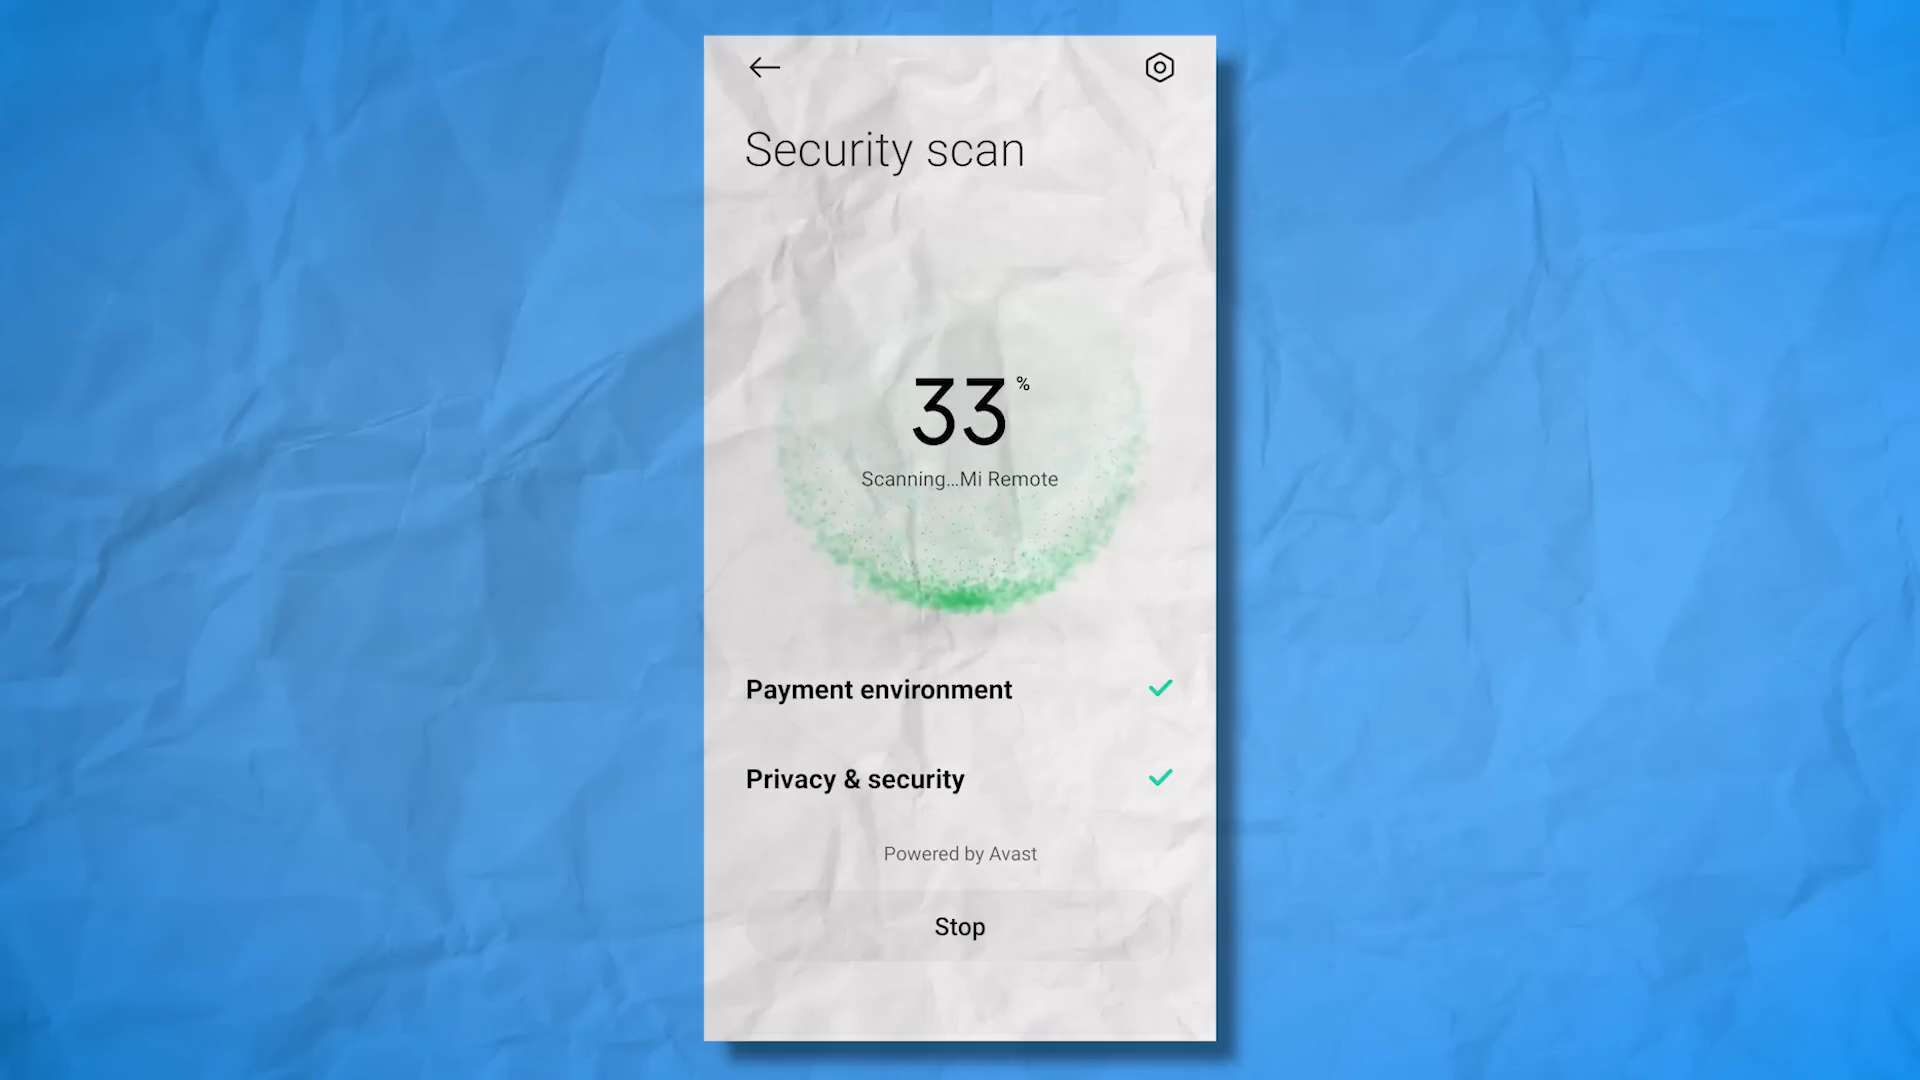 Security scan
33%
Scanning...Mi Remote
Payment environment
Privacy & security
Powered by Avast
Stop